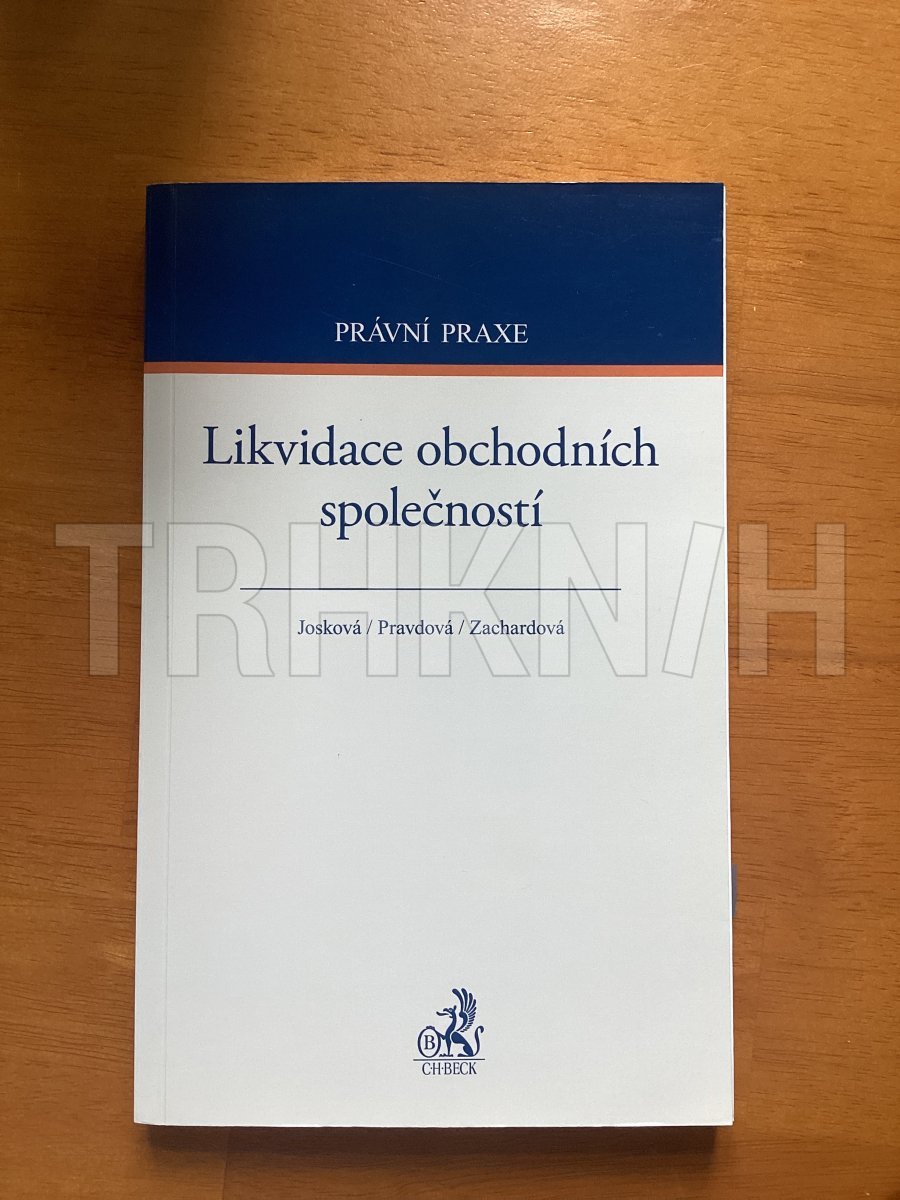 PRÁVNÍ PRAXE
Likvidace obchodních
společností
TRHKNIH
Josková / Pravdová / Zachardová
B
C·H·BECK